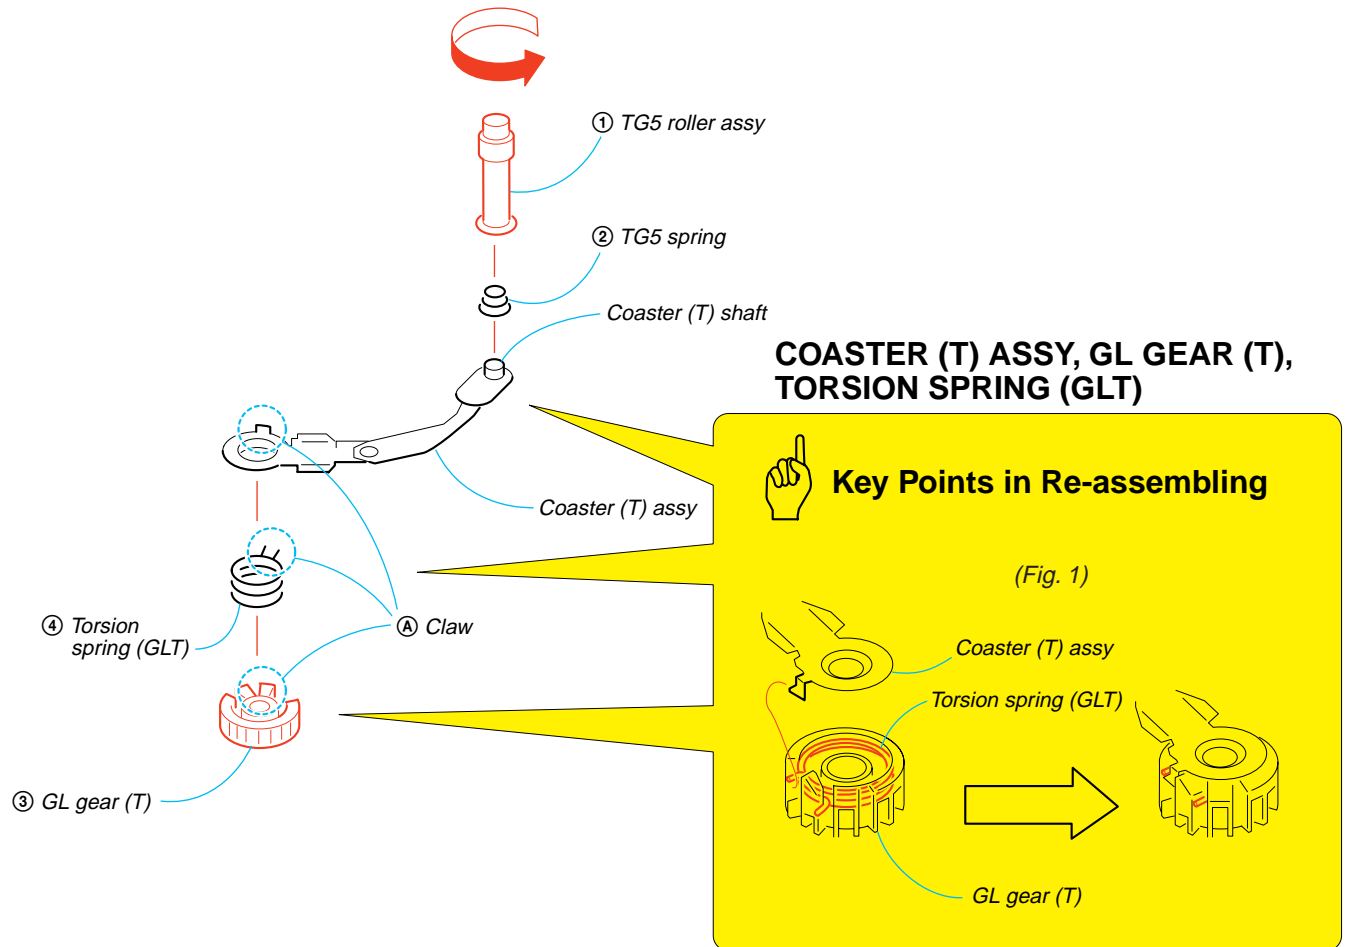 ① TG5 roller assy
② TG5 spring
Coaster (T) shaft
Coaster (T) assy
Ⓐ Claw
④ Torsion
spring (GLT)
③ GL gear (T)
COASTER (T) ASSY, GL GEAR (T),
TORSION SPRING (GLT)
Key Points in Re-assembling
(Fig. 1)
Coaster (T) assy
Torsion spring (GLT)
GL gear (T)